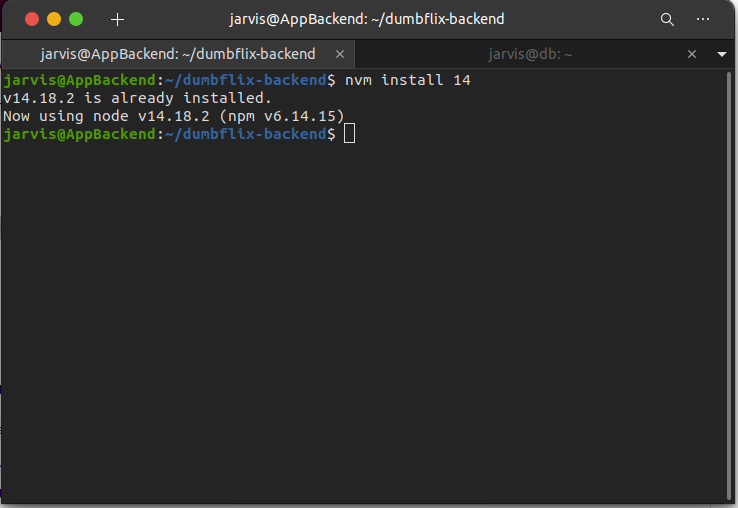 jarvis@AppBackend: ~/dumbflix-backend
jarvis@AppBackend: ~/dumbflix-backend
jarvis@db: ~
jarvis@AppBackend:~/dumbflix-backend$ nvm install 14
v14.18.2 is already installed.
Now using node v14.18.2 (npm v6.14.15)
jarvis@AppBackend:~/dumbflix-backend$